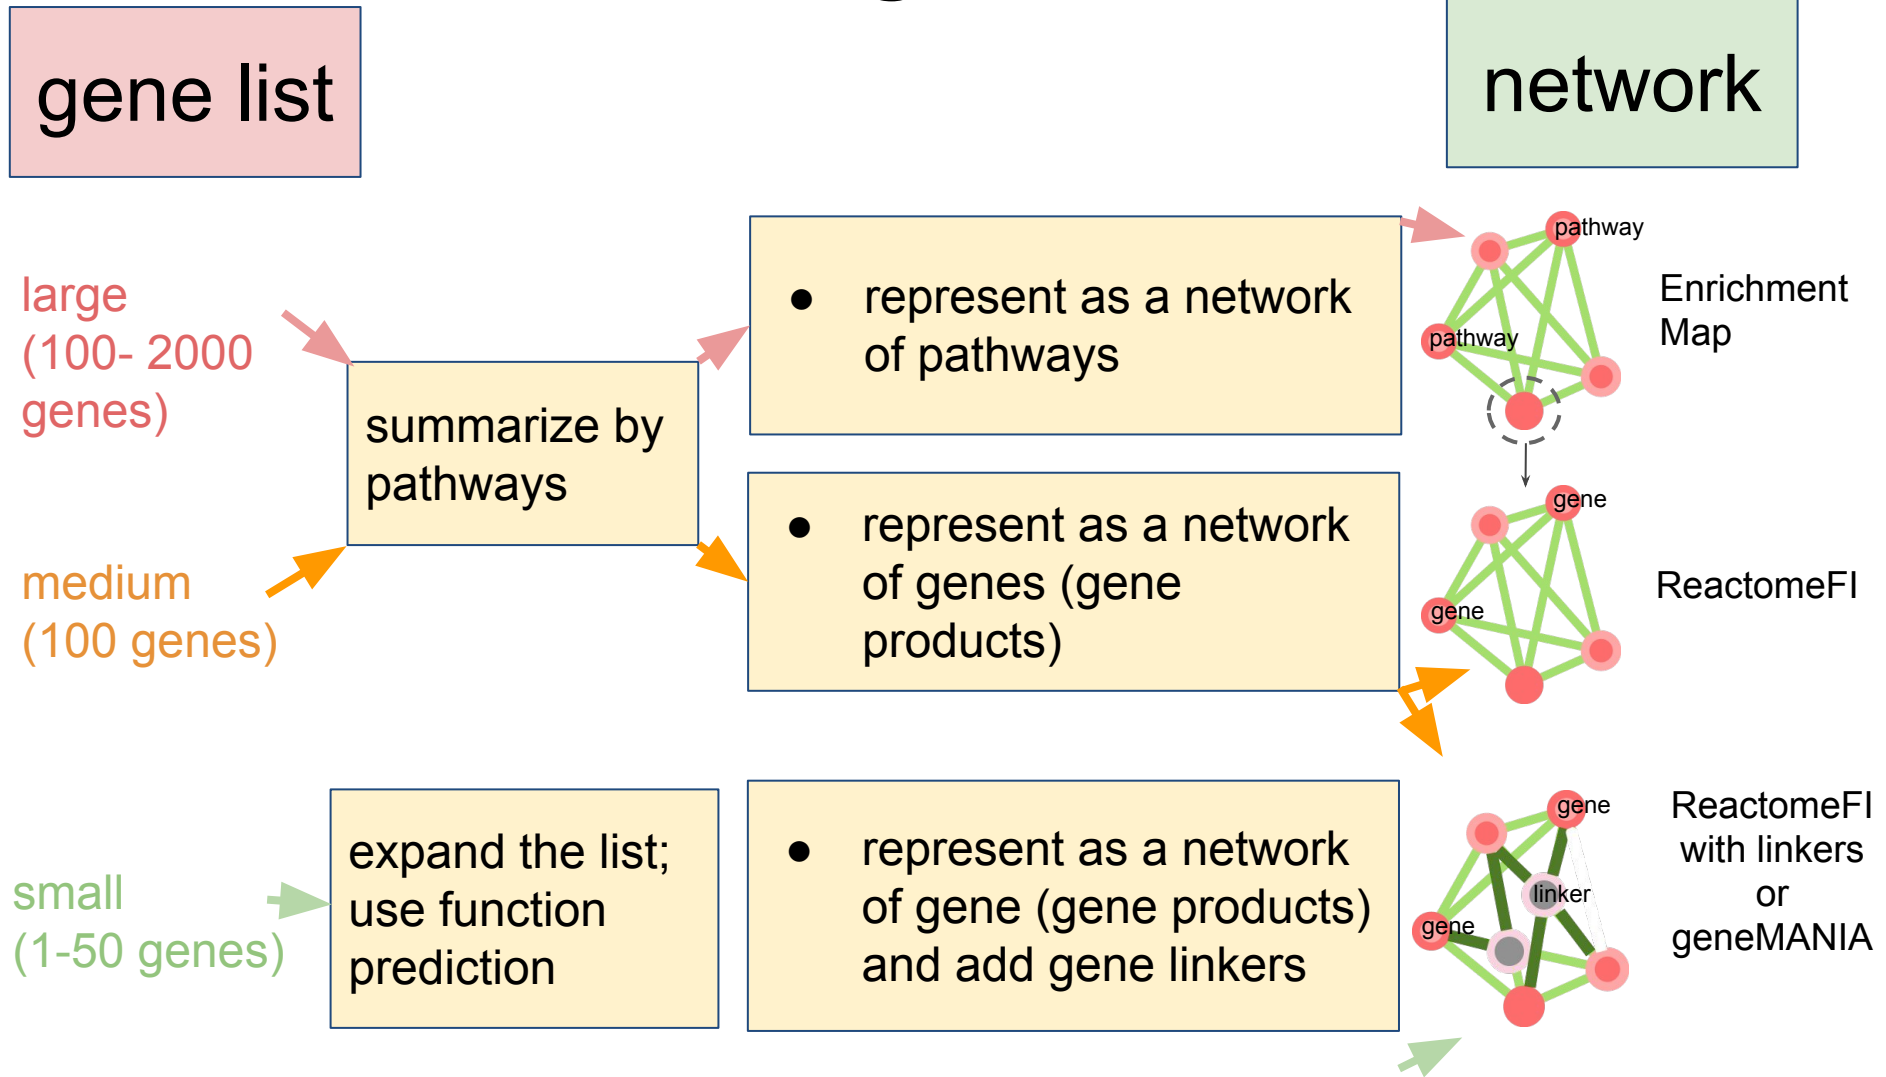 gene list
network
large
(100- 2000
genes)
summarize by
pathways
● represent as a network
of pathways
pathway
pathway
Enrichment
Map
medium
(100 genes)
● represent as a network
of genes (gene
products)
gene
gene
ReactomeFI
small
(1-50 genes)
expand the list;
use function
prediction
● represent as a network
of gene (gene products)
and add gene linkers
gene
linker
gene
ReactomeFI
with linkers
or
geneMANIA